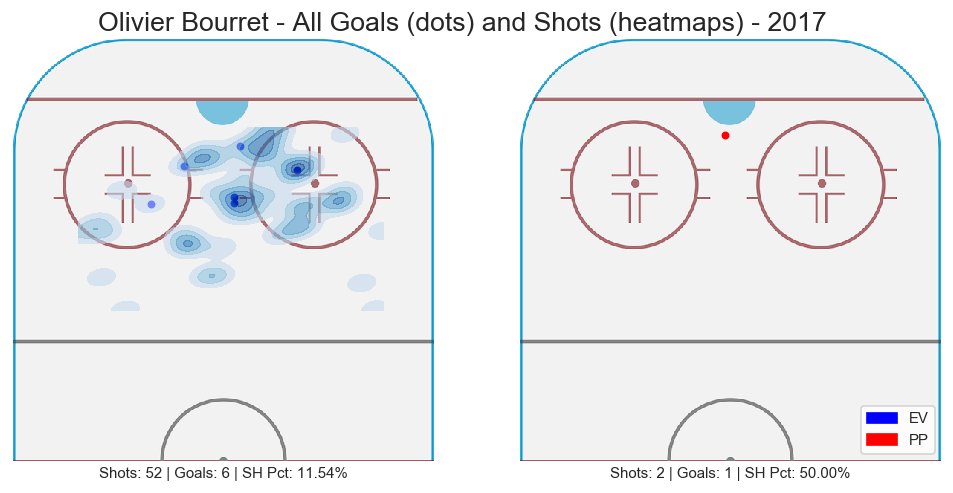 Olivier Bourret - All Goals (dots) and Shots (heatmaps) - 2017
EV
PP
Shots: 52 | Goals: 6 | SH Pct: 11.54%
Shots: 2 | Goals: 1 | SH Pct: 50.00%